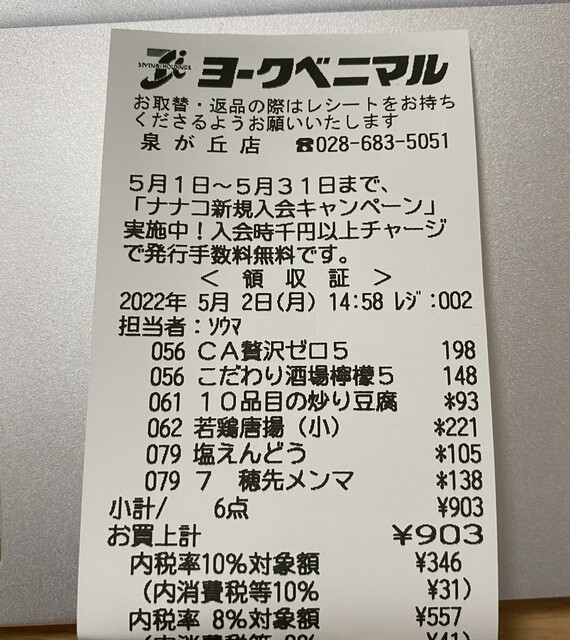 SEVEN&i HOLDINGS ヨークベニマル
お取替・返品の際はレシートをお持ち
くださるようお願いいたします
泉が丘店 ☎028-683-5051
5月1日～5月31日まで、
「ナナコ新規入会キャンペーン」
実施中！入会時千円以上チャージ
で発行手数料無料です。
＜ 領 収 証 ＞
2022年 5月 2日(月) 14:58 ﾚｼﾞ:002
担当者：ｿｳﾏ
056 CA贅沢ゼロ5 198
056 こだわり酒場檸檬5 148
061 10品目の炒り豆腐 *93
062 若鶏唐揚（小） *221
079 塩えんどう *105
079 7 穂先メンマ *138
小計/ 6点 ¥903
お買上計 ¥903
内税率10%対象額 ¥346
(内消費税等10% ¥31)
内税率 8%対象額 ¥557
(内消費税等 8% ¥41)